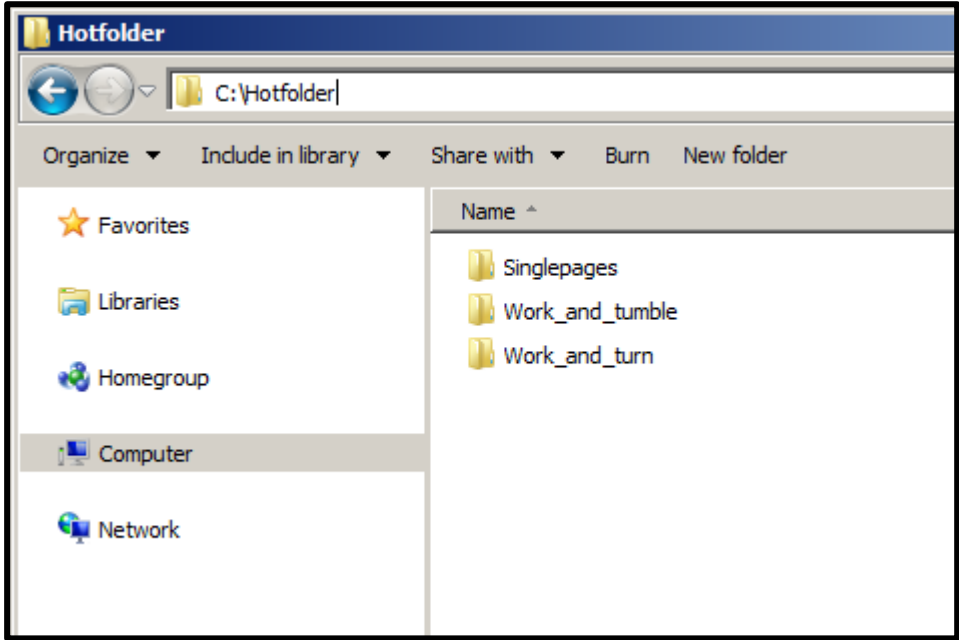 Hotfolder
C:\Hotfolder
Organize Include in library Share with Burn New folder
Favorites
Libraries
Homegroup
Computer
Network
Name
Singlepages
Work_and_tumble
Work_and_turn